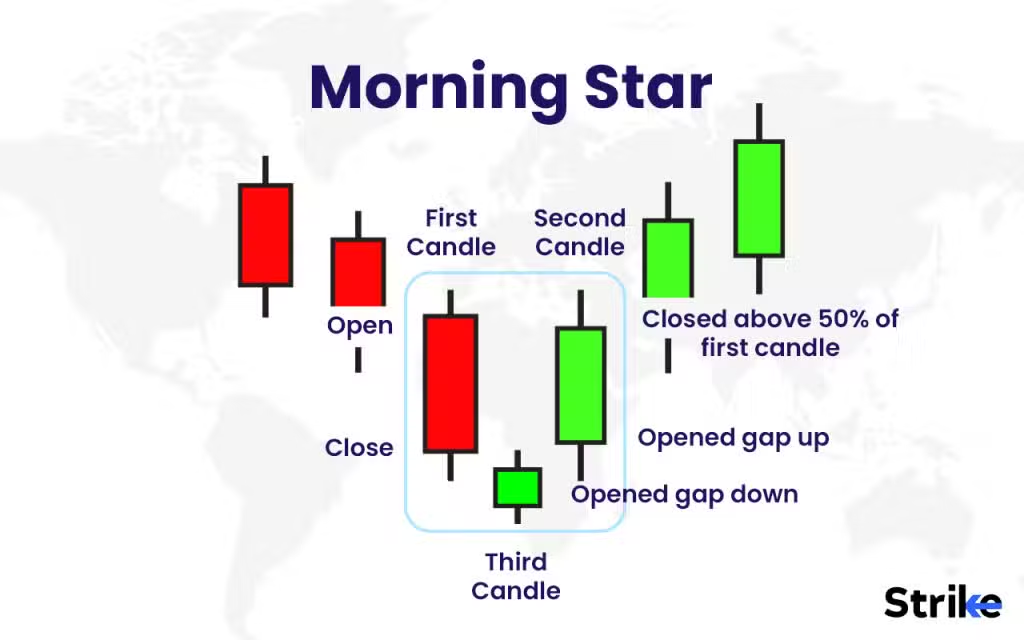 Morning Star
First
Candle
Second
Candle
Open
Closed above 50% of
first candle
Close
Opened gap up
Opened gap down
Third
Candle
Strike